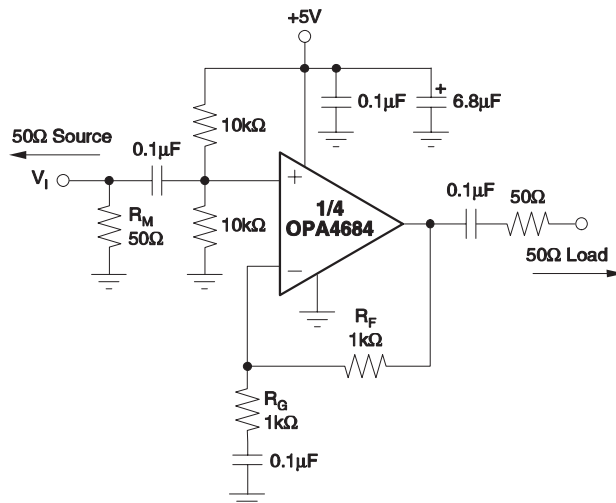 +5V
0.1µF
+
6.8µF
10kΩ
50Ω Source
0.1µF
V_I
R_M
50Ω
10kΩ
+
1/4
OPA4684
−
0.1µF
50Ω
50Ω Load
R_F
1kΩ
R_G
1kΩ
0.1µF